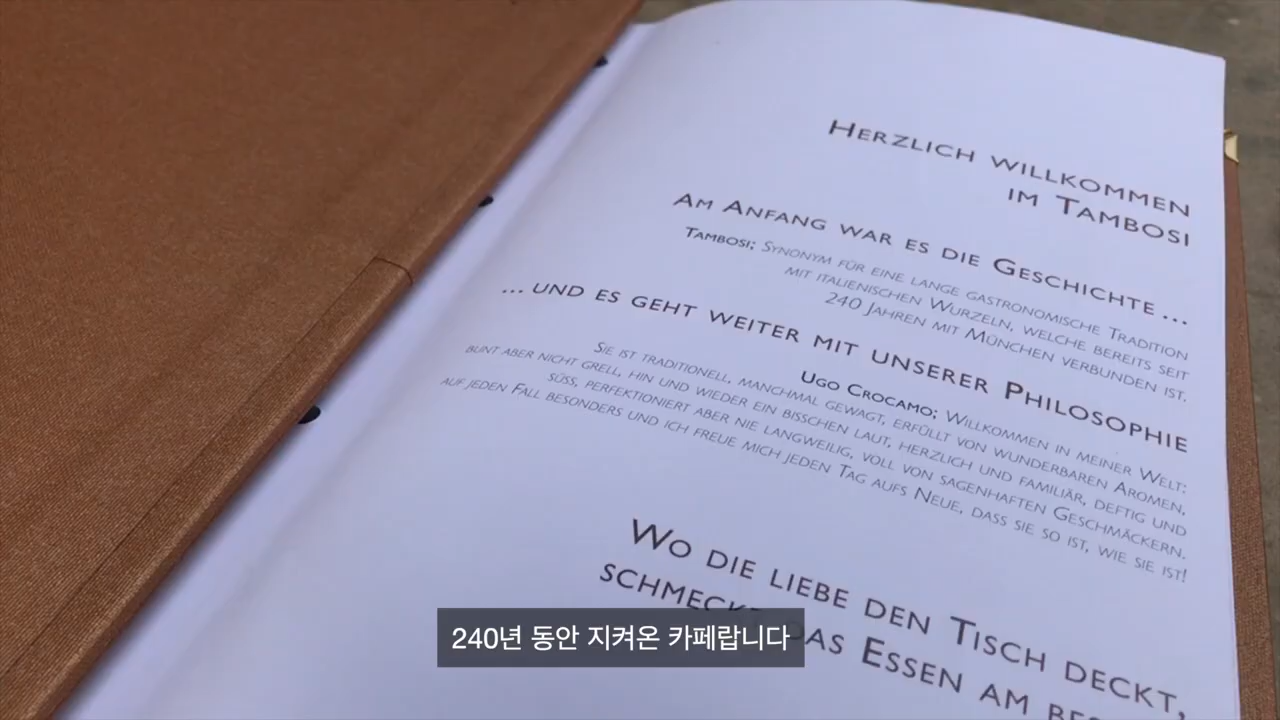 Herzlich willkommen
im Tambosi
Am Anfang war es die Geschichte ...
Tambosi: Synonym für eine lange gastronomische Tradition
mit italienischen Wurzeln, welche bereits seit
240 Jahren mit München verbunden ist.
... und es geht weiter mit unserer Philosophie
Ugo Crocamo: Willkommen in meiner Welt:
Sie ist traditionell, manchmal gewagt, erfüllt von wunderbaren Aromen,
bunt aber nicht grell, hin und wieder ein bisschen laut, herzlich und familiär, deftig und
süss, perfektioniert aber nie langweilig, voll von sagenhaften Geschmäckern.
auf jeden Fall besonders und ich freue mich jeden Tag aufs Neue, dass sie so ist, wie sie ist!
Wo die Liebe den Tisch deckt,
schmeckt das Essen am
240년 동안 지켜온 카페랍니다